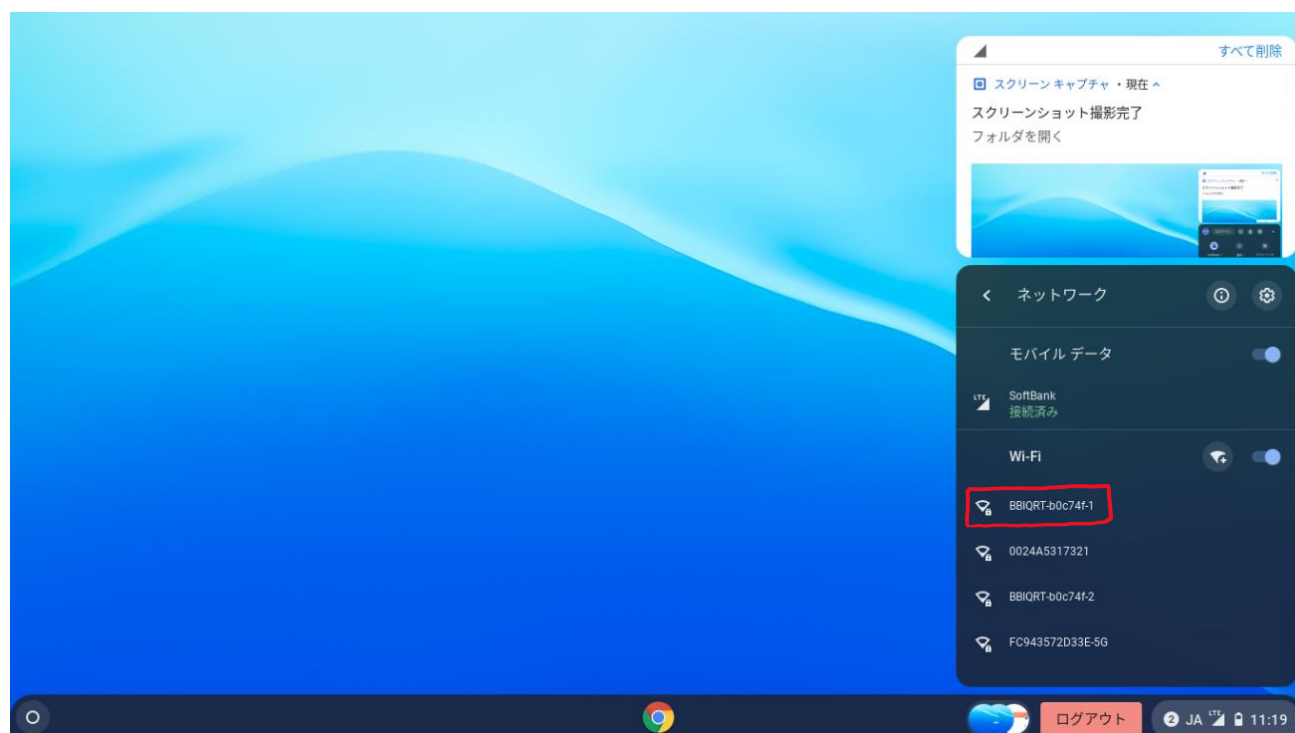 すべて削除
スクリーン キャプチャ ・ 現在
スクリーンショット撮影完了
フォルダを開く
ネットワーク
モバイル データ
LTE
SoftBank
接続済み
Wi-Fi
BBIQRT-b0c74f-1
0024A5317321
BBIQRT-b0c74f-2
FC943572D33E-5G
ログアウト
2 JA LTE 11:19